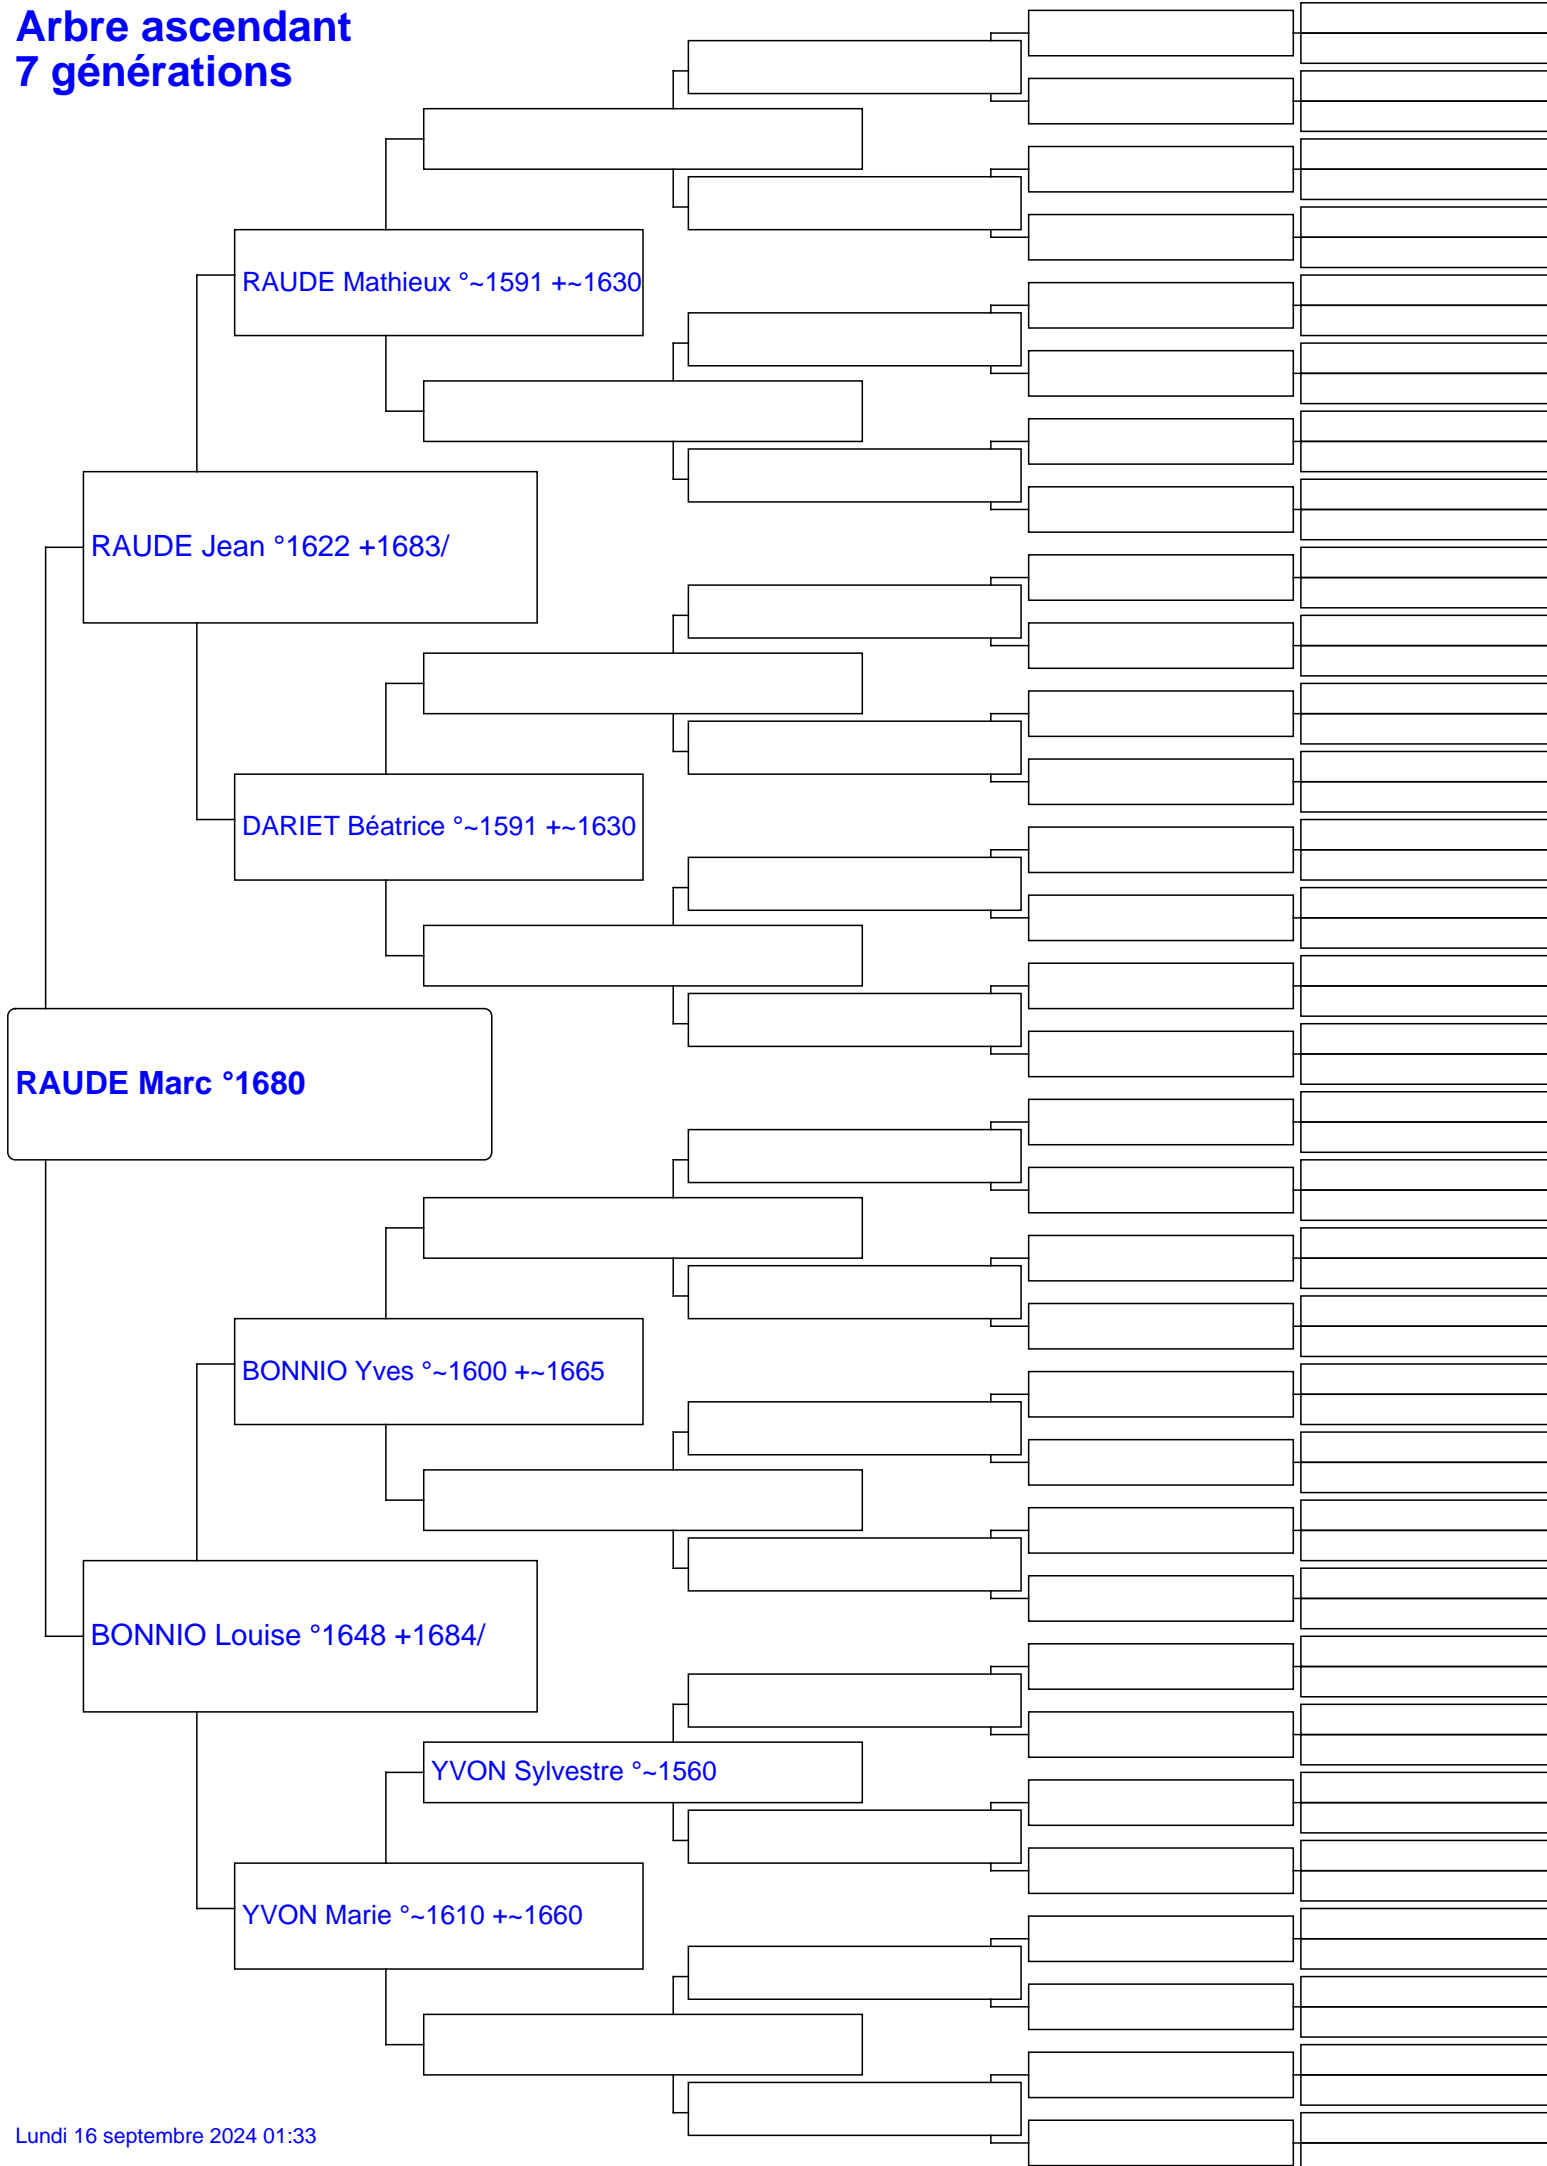 Arbre ascendant
7 générations
RAUDE Mathieux °~1591 +~1630
RAUDE Jean °1622 +1683/
DARIET Béatrice °~1591 +~1630
RAUDE Marc °1680
BONNIO Yves °~1600 +~1665
BONNIO Louise °1648 +1684/
YVON Sylvestre °~1560
YVON Marie °~1610 +~1660
Lundi 16 septembre 2024 01:33